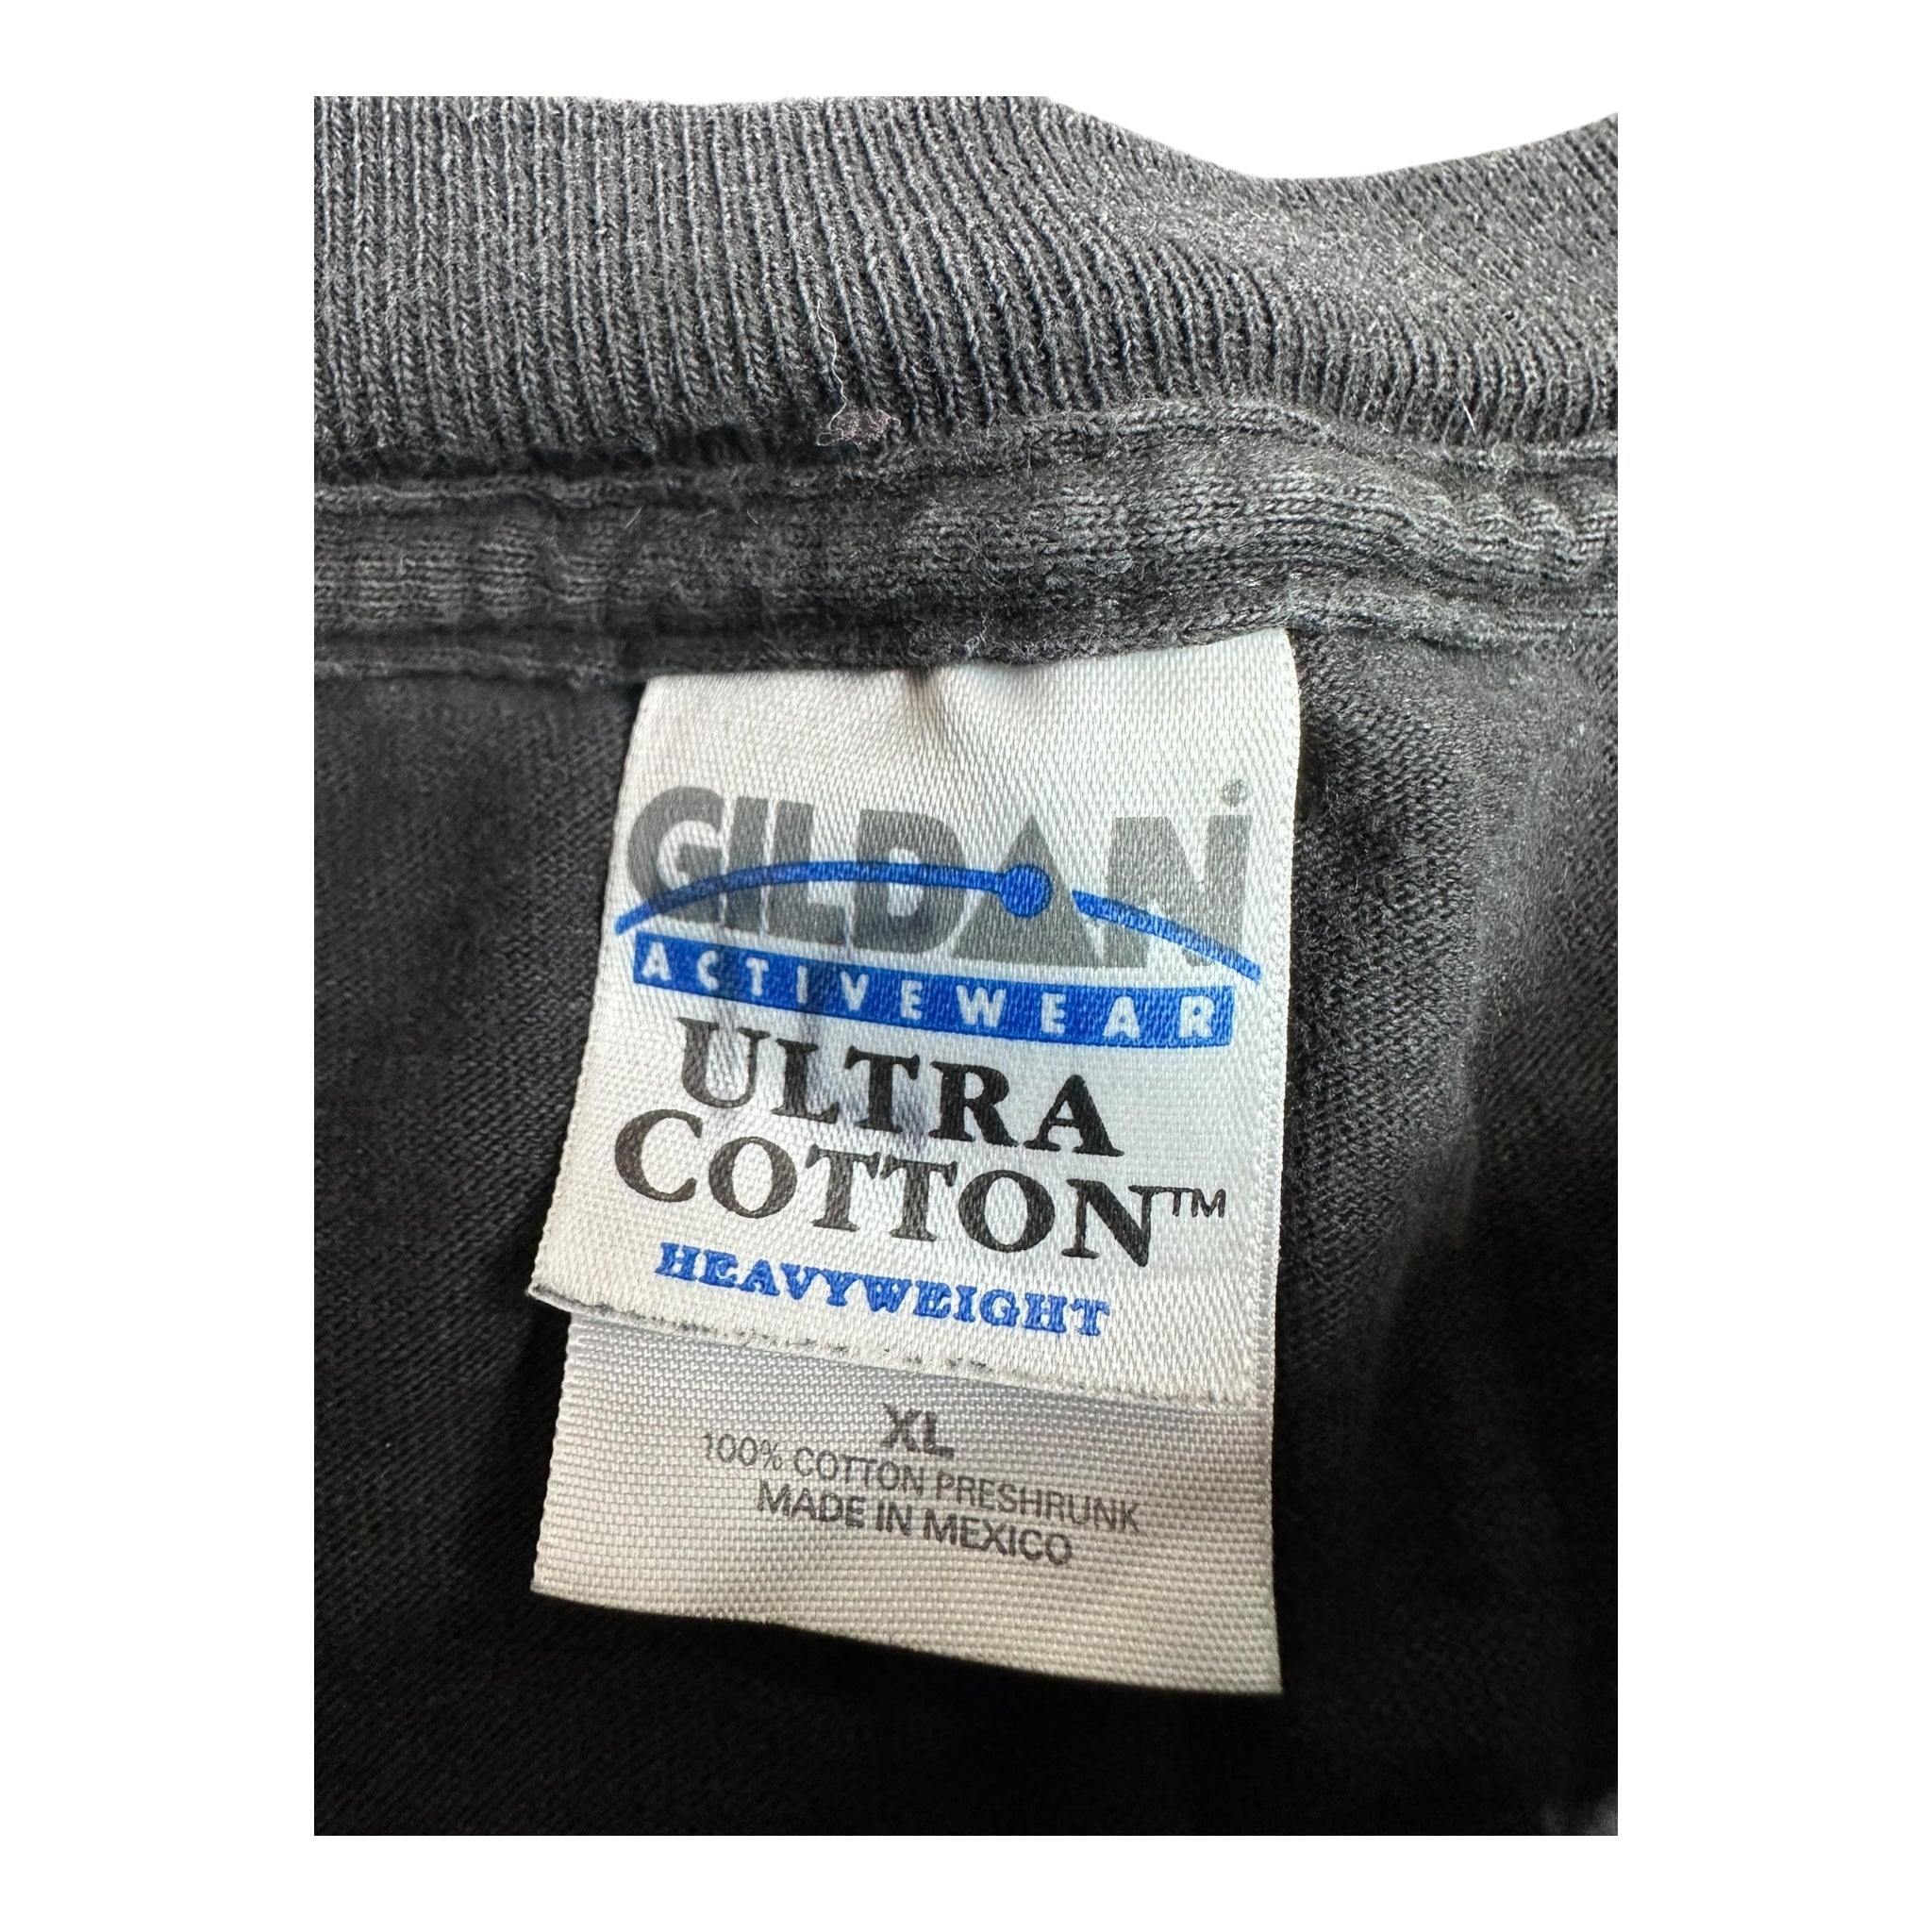 GILDAN
ACTIVEWEAR
ULTRA
COTTON™
HEAVYWEIGHT
XL
100% COTTON PRESHRUNK
MADE IN MEXICO